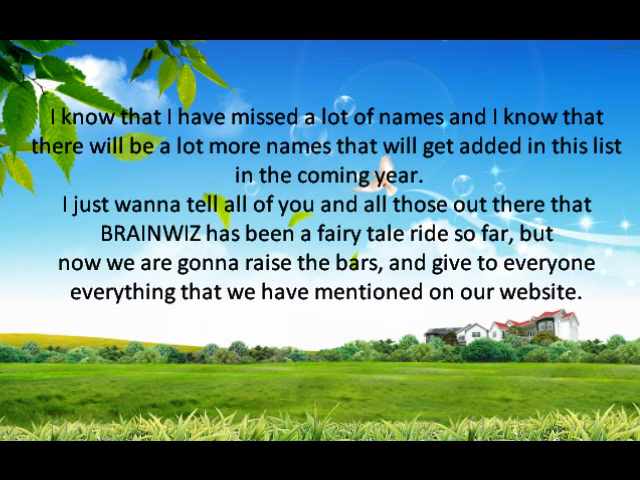 I know that I have missed a lot of names and I know that
there will be a lot more names that will get added in this list
in the coming year.
I just wanna tell all of you and all those out there that
BRAINWIZ has been a fairy tale ride so far, but
now we are gonna raise the bars, and give to everyone
everything that we have mentioned on our website.